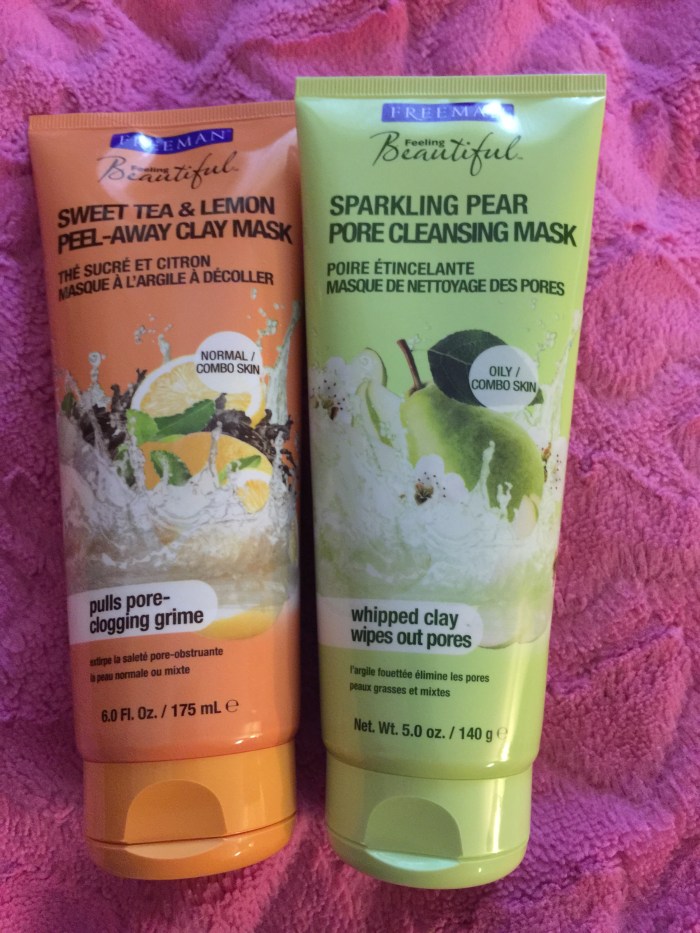 FREEMAN
Feeling
Beautiful™
SWEET TEA & LEMON
PEEL-AWAY CLAY MASK
THÉ SUCRÉ ET CITRON
MASQUE À L'ARGILE À DÉCOLLER
NORMAL /
COMBO SKIN
pulls pore-
clogging grime
extirpe la saleté pore-obstruante
la peau normale ou mixte
6.0 Fl. Oz. / 175 mL ℮
FREEMAN
Feeling
Beautiful™
SPARKLING PEAR
PORE CLEANSING MASK
POIRE ÉTINCELANTE
MASQUE DE NETTOYAGE DES PORES
OILY /
COMBO SKIN
whipped clay
wipes out pores
l'argile fouettée élimine les pores
peaux grasses et mixtes
Net. Wt. 5.0 oz. / 140 g ℮